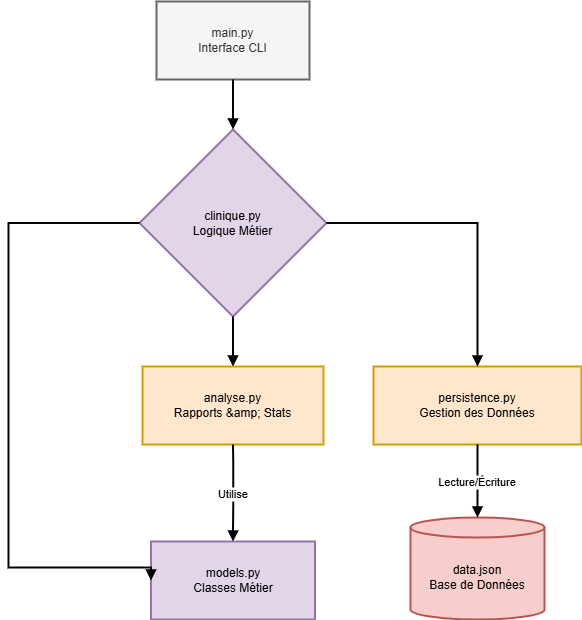 main.py
Interface CLI
clinique.py
Logique Métier
analyse.py
Rapports &amp; Stats
persistence.py
Gestion des Données
Utilise
Lecture/Écriture
models.py
Classes Métier
data.json
Base de Données